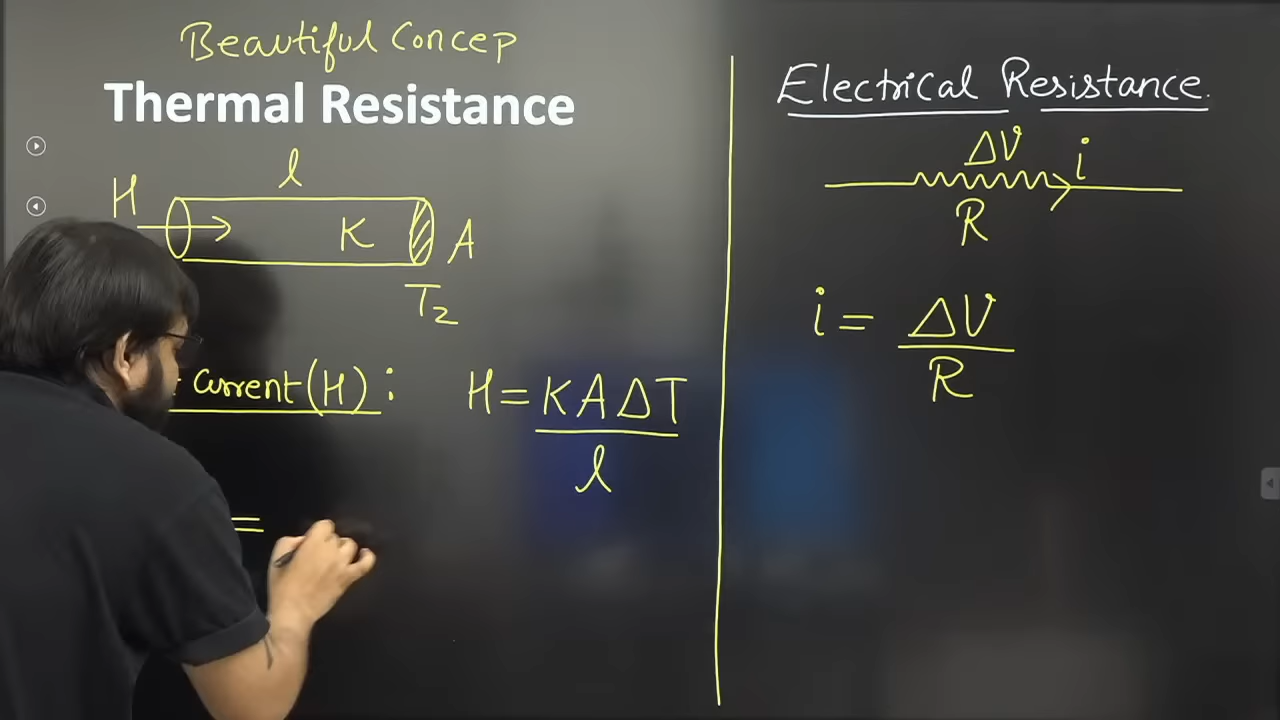 Beautiful Concep
Thermal Resistance
l
H
K
A
T₂
Current (H) :
H = KAΔT
l
=
Electrical Resistance.
ΔV
i
R
i = ΔV
R